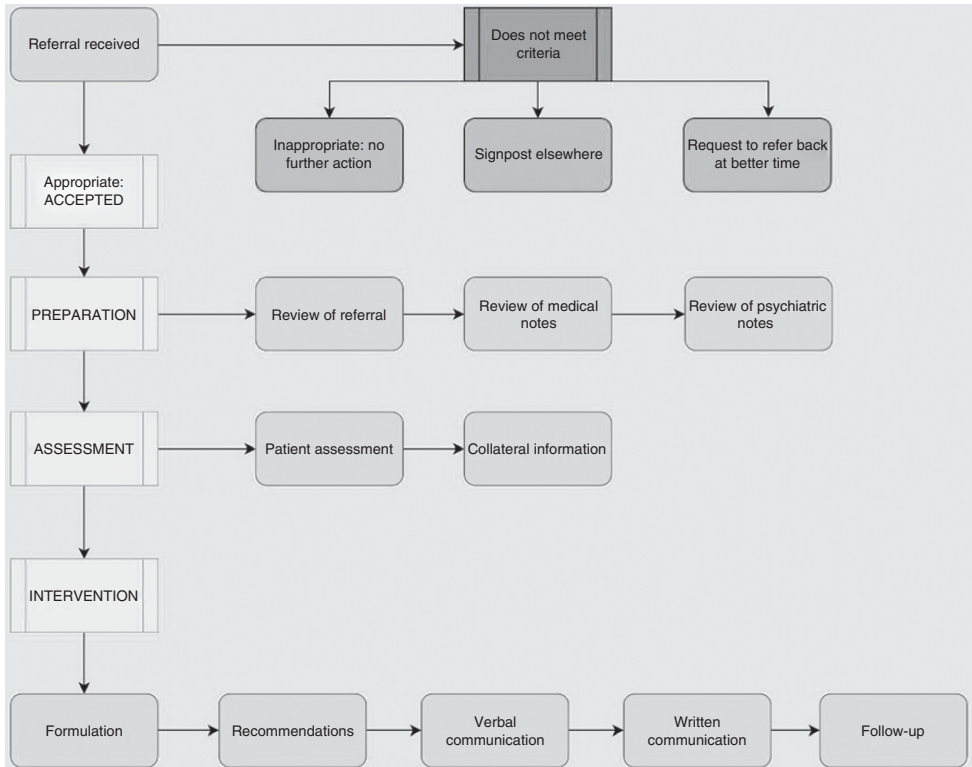 Referral received
Does not meet
criteria
Inappropriate: no
further action
Signpost elsewhere
Request to refer back
at better time
Appropriate:
ACCEPTED
PREPARATION
Review of referral
Review of medical
notes
Review of psychiatric
notes
ASSESSMENT
Patient assessment
Collateral information
INTERVENTION
Formulation
Recommendations
Verbal
communication
Written
communication
Follow-up